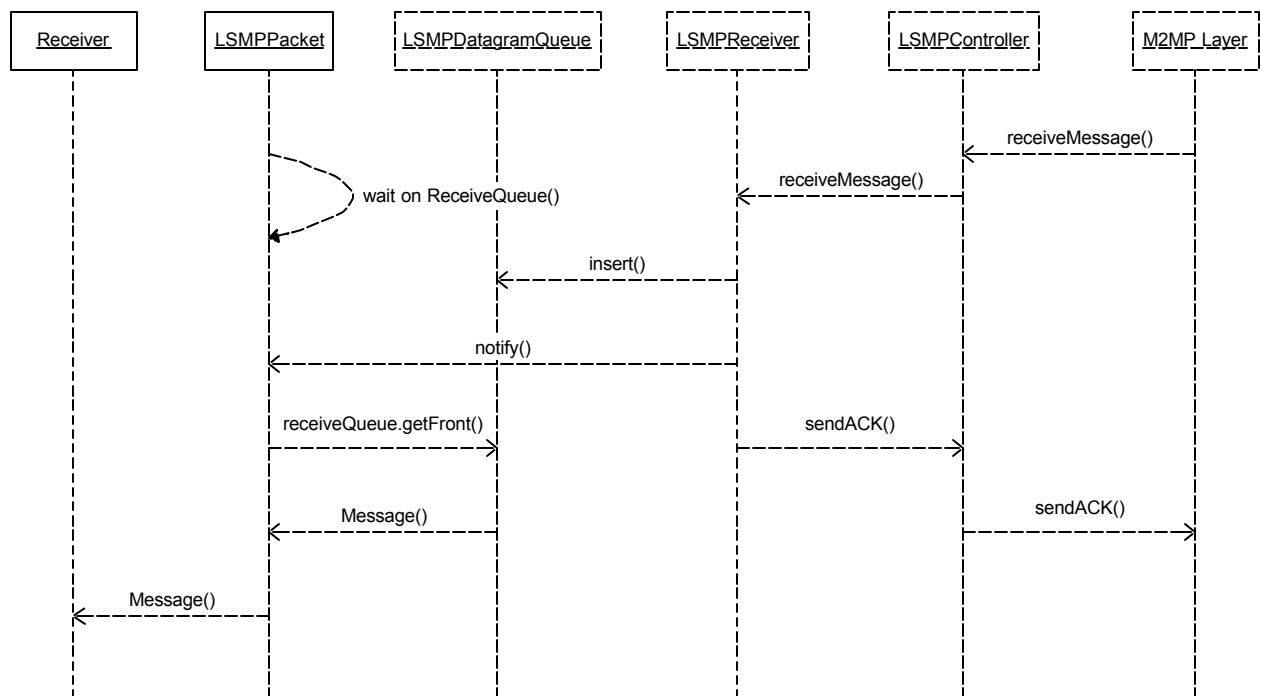 Receiver
LSMPPacket
LSMPDatagramQueue
LSMPReceiver
LSMPController
M2MP Layer
receiveMessage()
receiveMessage()
wait on ReceiveQueue()
insert()
notify()
receiveQueue.getFront()
sendACK()
Message()
sendACK()
Message()